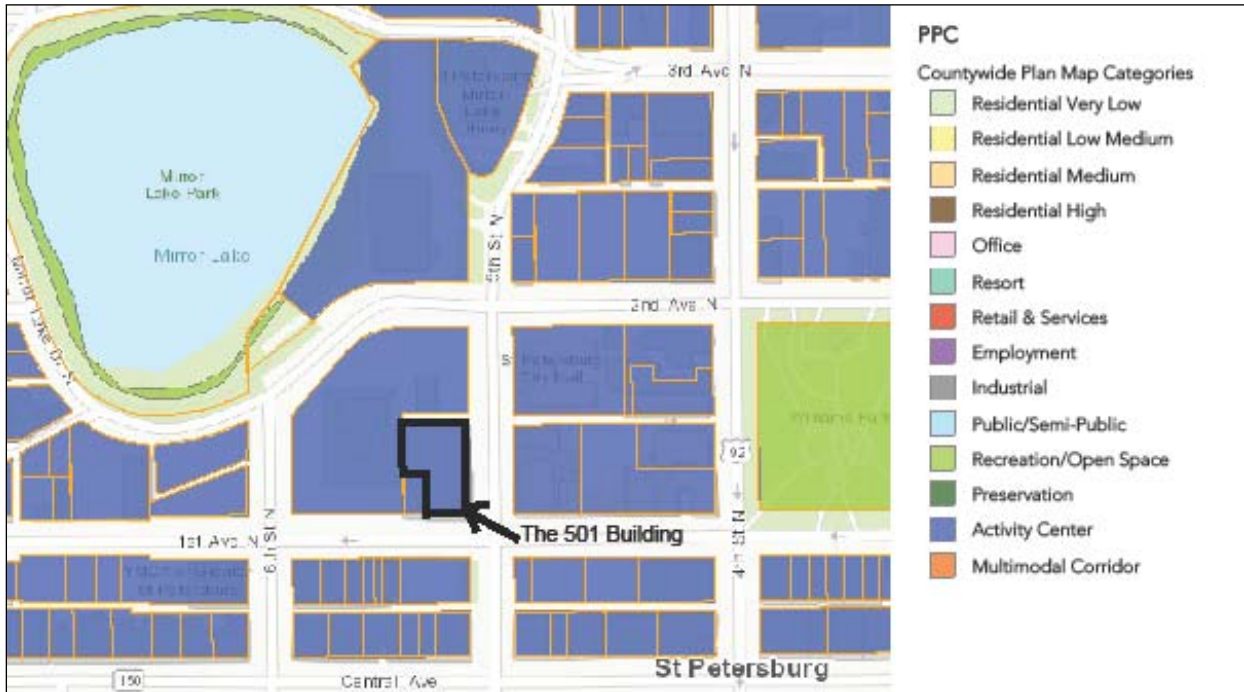 3rd Ave N
Mirror
Lake Park
Mirror Lake
5th St N
2nd Ave N
92
The 501 Building
1st Ave N
6th St N
4th St N
St Petersburg
150
Central Ave
PPC
Countywide Plan Map Categories
Residential Very Low
Residential Low Medium
Residential Medium
Residential High
Office
Resort
Retail & Services
Employment
Industrial
Public/Semi-Public
Recreation/Open Space
Preservation
Activity Center
Multimodal Corridor